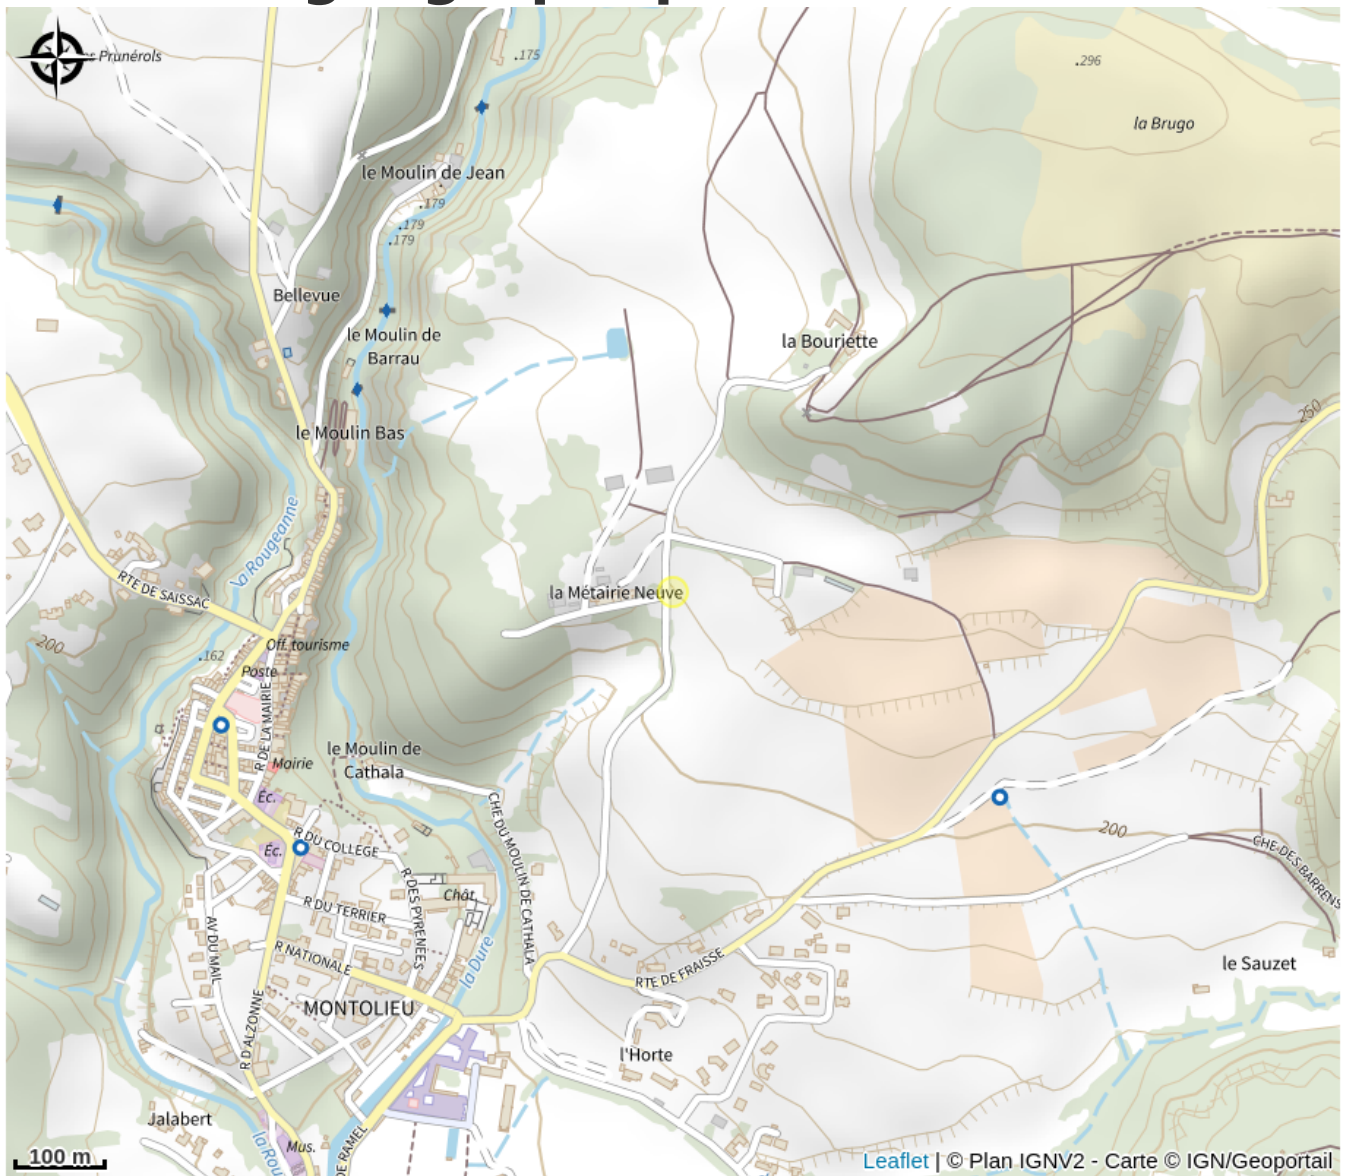 Prunérols
.175
.296
la Brugo
le Moulin de Jean
.179
.179
.179
Bellevue
le Moulin de
Barrau
la Bouriette
250
le Moulin Bas
la Rougeanne
RTE DE SAISSAC
la Métairie Neuve
200
.162
Off. tourisme
Poste
R DE LA MAIRIE
le Moulin de
Cathala
Mairie
Éc.
CHE DU MOULIN DE CATHALA
200
R DU COLLEGE
Éc.
CHE DES BARRENS
R DES PYRENEES
Chât.
R DU TERRIER
AV DU MAIL
R NATIONALE
la Dure
RTE DE FRAISSE
le Sauzet
MONTOLIEU
R D ALZONNE
l'Horte
Jalabert
la Rou
Mus.
DE RAMEL
100 m
Leaflet | © Plan IGNV2 - Carte © IGN/Geoportail